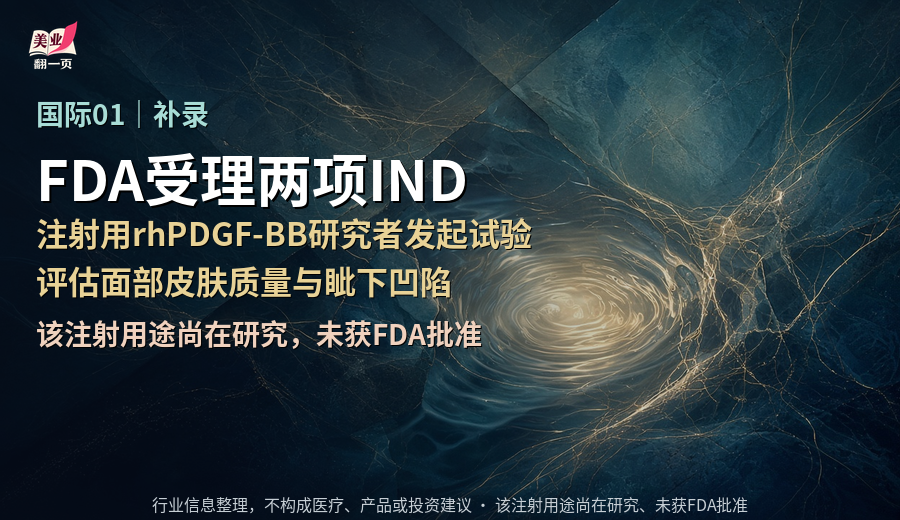 美业
翻一页
国际01｜补录
FDA受理两项IND
注射用rhPDGF-BB研究者发起试验
评估面部皮肤质量与眦下凹陷
该注射用途尚在研究，未获FDA批准
行业信息整理，不构成医疗、产品或投资建议 · 该注射用途尚在研究、未获FDA批准